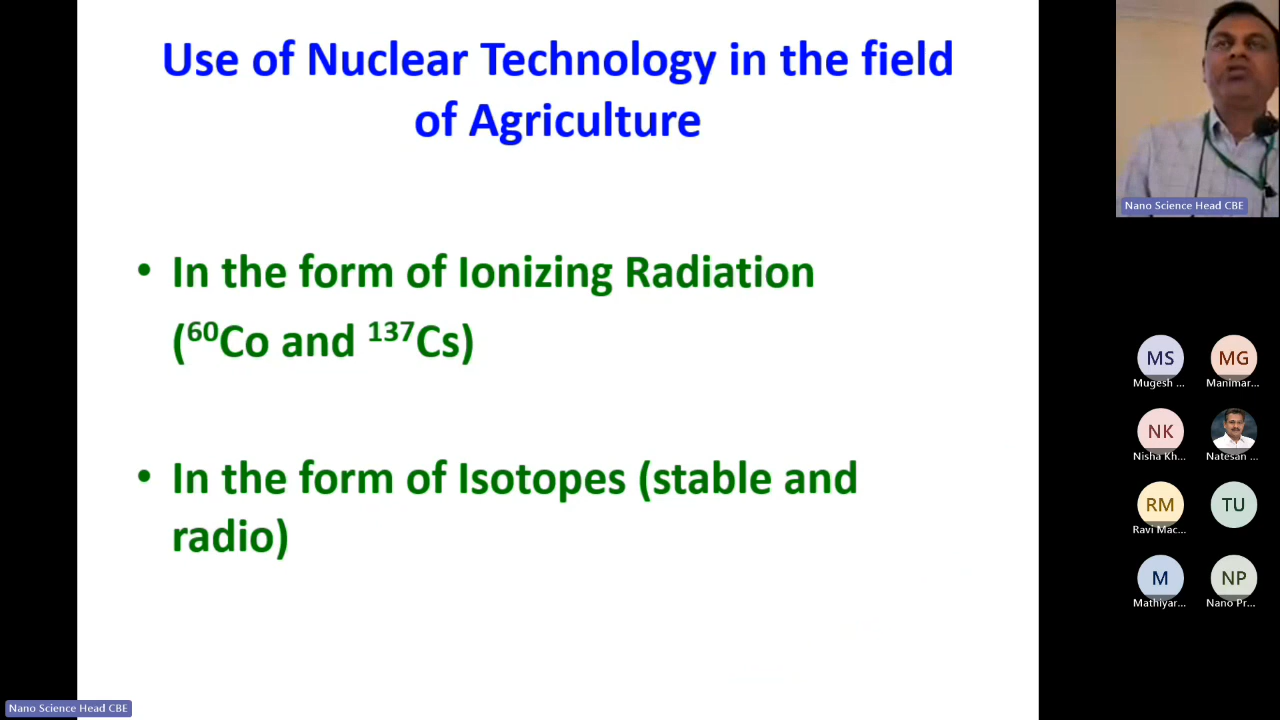 Use of Nuclear Technology in the field
of Agriculture
• In the form of Ionizing Radiation
(⁶⁰Co and ¹³⁷Cs)
• In the form of Isotopes (stable and
radio)
Nano Science Head CBE
MS
MG
Mugesh ...
Manimar...
NK
Nisha Kh...
Natesan ...
RM
TU
Ravi Mac...
M
NP
Mathiyar...
Nano Pr...
Nano Science Head CBE